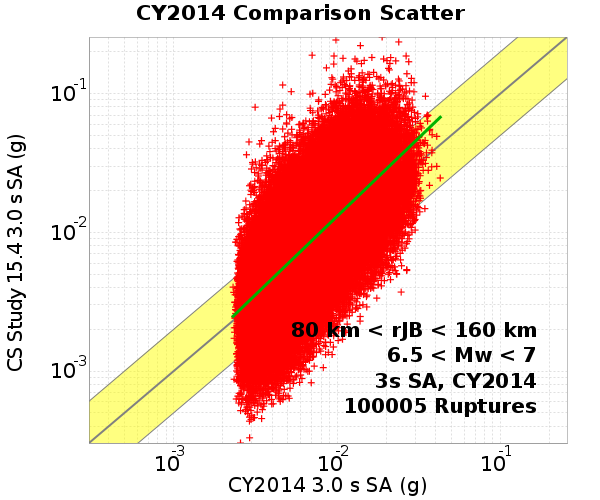 CY2014 Comparison Scatter
CS Study 15.4 3.0 s SA (g)
10-1
10-2
10-3
80 km < rJB < 160 km
6.5 < Mw < 7
3s SA, CY2014
100005 Ruptures
10-3 10-2 10-1
CY2014 3.0 s SA (g)